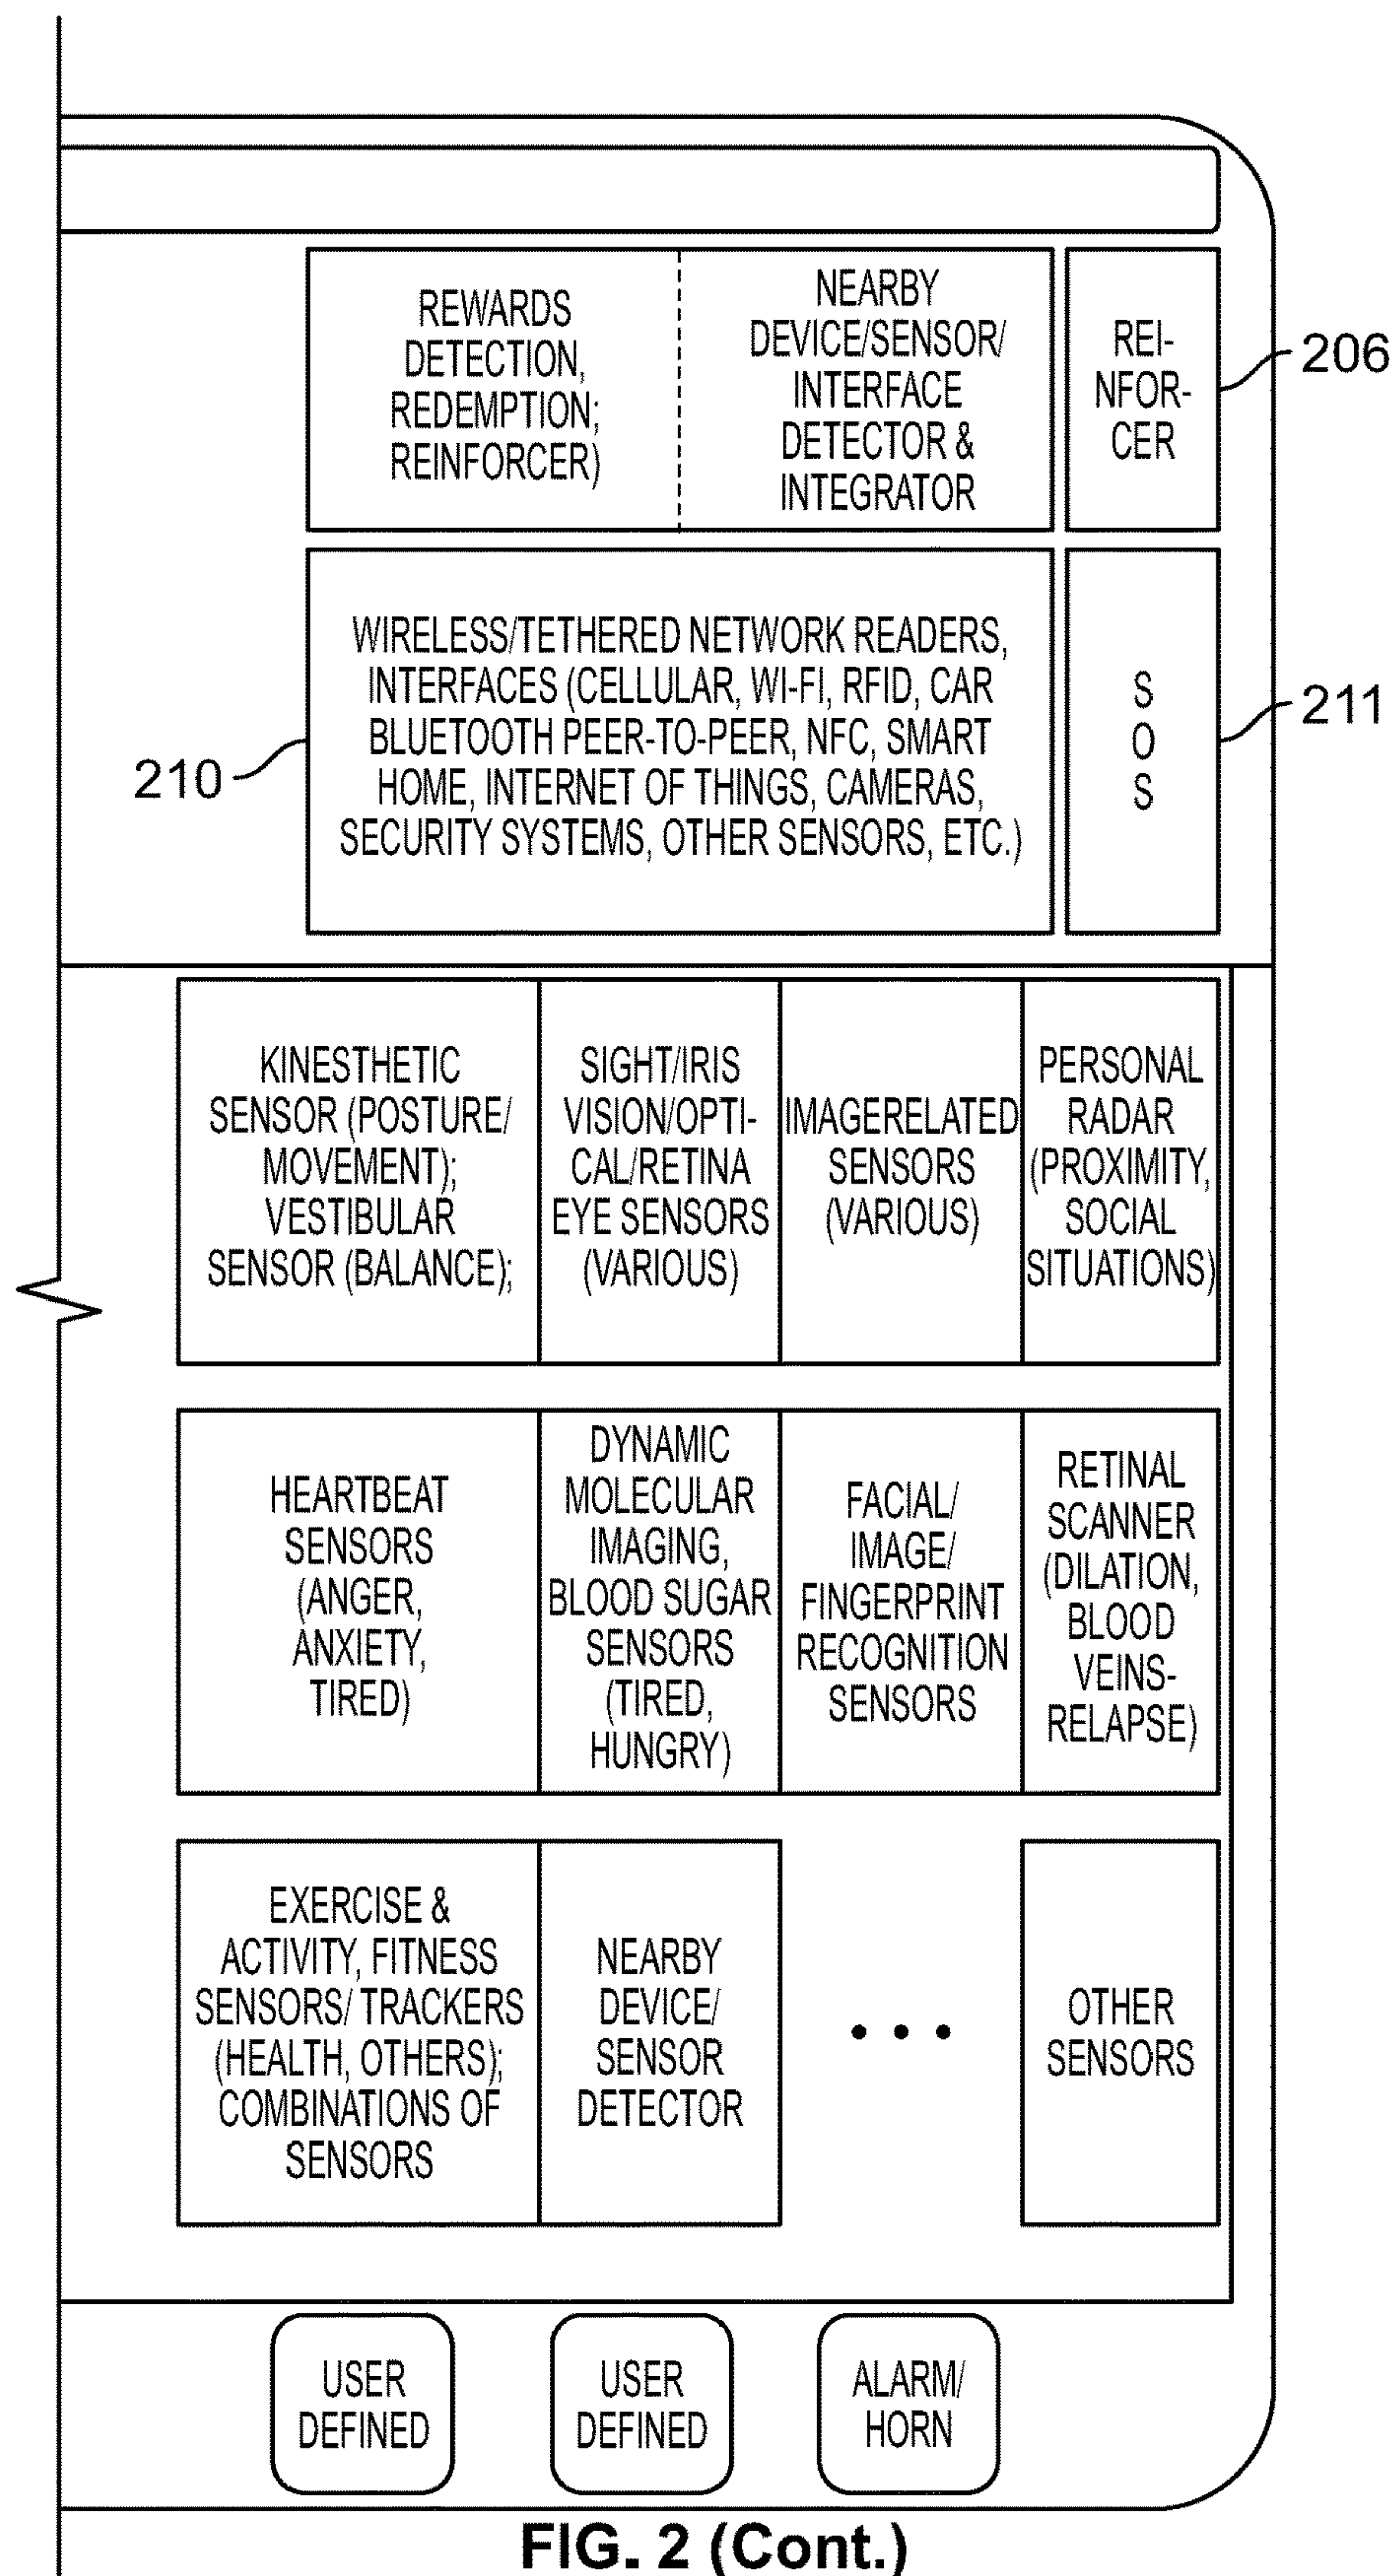 REWARDS
DETECTION,
REDEMPTION;
REINFORCER)
NEARBY
DEVICE/SENSOR/
INTERFACE
DETECTOR &
INTEGRATOR
REI-
NFOR-
CER
206
WIRELESS/TETHERED NETWORK READERS,
INTERFACES (CELLULAR, WI-FI, RFID, CAR
BLUETOOTH PEER-TO-PEER, NFC, SMART
HOME, INTERNET OF THINGS, CAMERAS,
SECURITY SYSTEMS, OTHER SENSORS, ETC.)
210
S
O
S
211
KINESTHETIC
SENSOR (POSTURE/
MOVEMENT);
VESTIBULAR
SENSOR (BALANCE);
SIGHT/IRIS
VISION/OPTI-
CAL/RETINA
EYE SENSORS
(VARIOUS)
IMAGERELATED
SENSORS
(VARIOUS)
PERSONAL
RADAR
(PROXIMITY,
SOCIAL
SITUATIONS)
HEARTBEAT
SENSORS
(ANGER,
ANXIETY,
TIRED)
DYNAMIC
MOLECULAR
IMAGING,
BLOOD SUGAR
SENSORS
(TIRED,
HUNGRY)
FACIAL/
IMAGE/
FINGERPRINT
RECOGNITION
SENSORS
RETINAL
SCANNER
(DILATION,
BLOOD
VEINS-
RELAPSE)
EXERCISE &
ACTIVITY, FITNESS
SENSORS/ TRACKERS
(HEALTH, OTHERS);
COMBINATIONS OF
SENSORS
NEARBY
DEVICE/
SENSOR
DETECTOR
• • •
OTHER
SENSORS
USER
DEFINED
USER
DEFINED
ALARM/
HORN
FIG. 2 (Cont.)